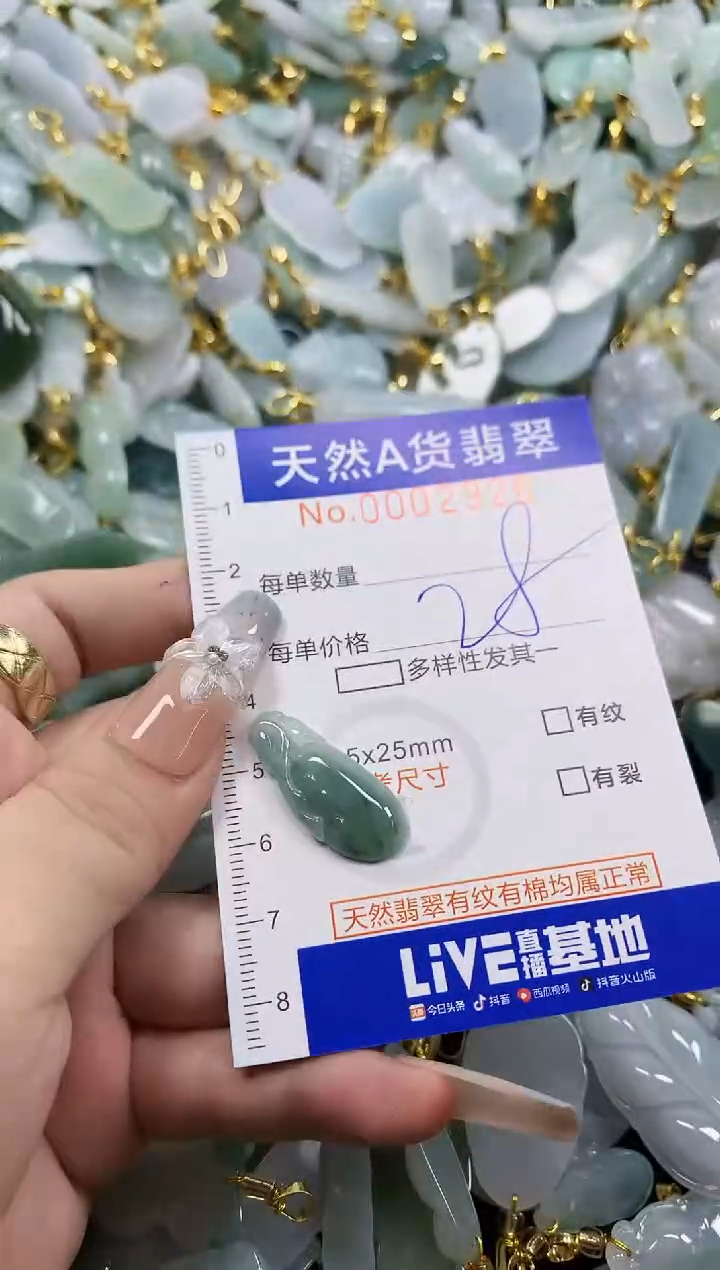 天然A货翡翠
No.0002926
每单数量
28
每单价格
多样性发其一
5x25mm
有纹
考尺寸
有裂
天然翡翠有纹有棉均属正常
LiVE直播基地
今日头条 抖音 西瓜视频 抖音火山版
0
1
2
4
5
6
7
8